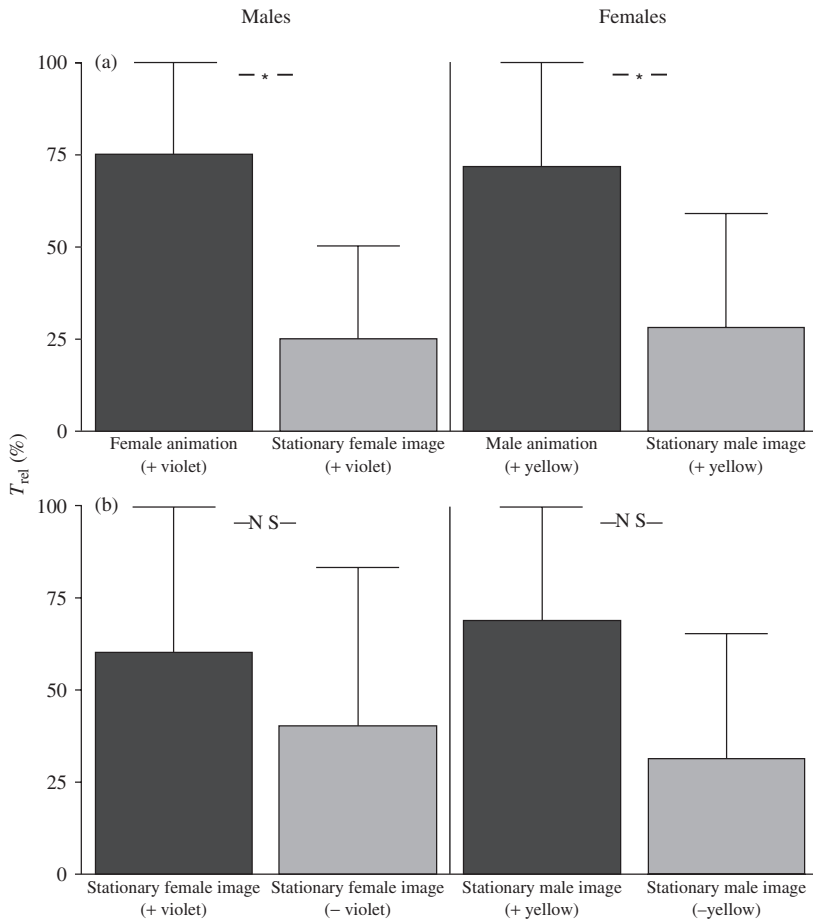 Males Females
100 (a) * *
75
50
25
0
Female animation Stationary female image Male animation Stationary male image
(+ violet) (+ violet) (+ yellow) (+ yellow)
T rel (%)
100 (b) N S N S
75
50
25
0
Stationary female image Stationary female image Stationary male image Stationary male image
(+ violet) (− violet) (+ yellow) (–yellow)